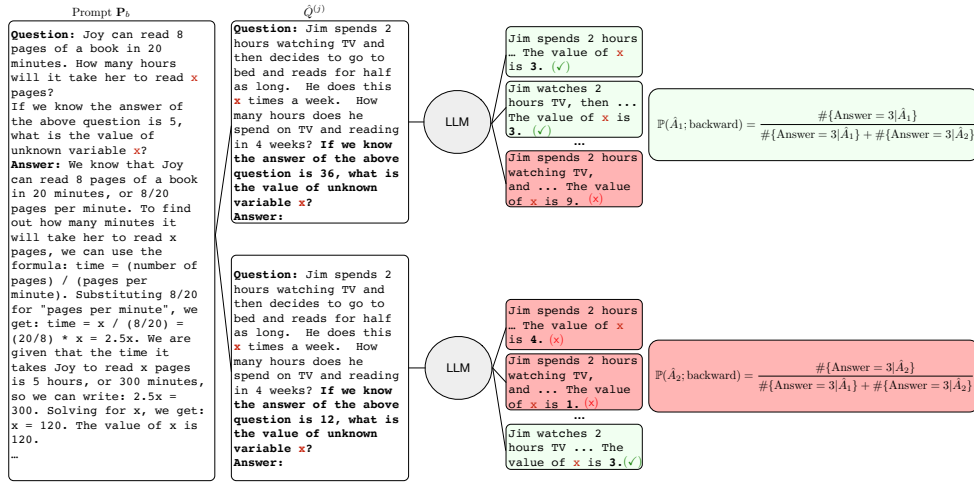 Prompt P_b
Question: Joy can read 8
pages of a book in 20
minutes. How many hours
will it take her to read x
pages?
If we know the answer of
the above question is 5,
what is the value of
unknown variable x?
Answer: We know that Joy
can read 8 pages of a book
in 20 minutes, or 8/20
pages per minute. To find
out how many minutes it
will take her to read x
pages, we can use the
formula: time = (number of
pages) / (pages per
minute). Substituting 8/20
for "pages per minute", we
get: time = x / (8/20) =
(20/8) * x = 2.5x. We are
given that the time it
takes Joy to read x pages
is 5 hours, or 300 minutes,
so we can write: 2.5x =
300. Solving for x, we get:
x = 120. The value of x is
120.
…
Q̂^(j)
Question: Jim spends 2
hours watching TV and
then decides to go to
bed and reads for half
as long. He does this
x times a week. How
many hours does he
spend on TV and reading
in 4 weeks? If we know
the answer of the above
question is 36, what is
the value of unknown
variable x?
Answer:
LLM
Jim spends 2 hours
… The value of x
is 3. (✓)
Jim watches 2
hours TV, then ...
The value of x is
3. (✓)
...
Jim spends 2 hours
watching TV,
and ... The value
of x is 9. (x)
ℙ(Â₁; backward) = #{Answer = 3|Â₁} / #{Answer = 3|Â₁} + #{Answer = 3|Â₂}
Question: Jim spends 2
hours watching TV and
then decides to go to
bed and reads for half
as long. He does this
x times a week. How
many hours does he
spend on TV and reading
in 4 weeks? If we know
the answer of the above
question is 12, what is
the value of unknown
variable x?
Answer:
LLM
Jim spends 2 hours
… The value of x
is 4. (x)
Jim spends 2 hours
watching TV,
and ... The value
of x is 1. (x)
...
Jim watches 2
hours TV ... The
value of x is 3.(✓)
ℙ(Â₂; backward) = #{Answer = 3|Â₂} / #{Answer = 3|Â₁} + #{Answer = 3|Â₂}